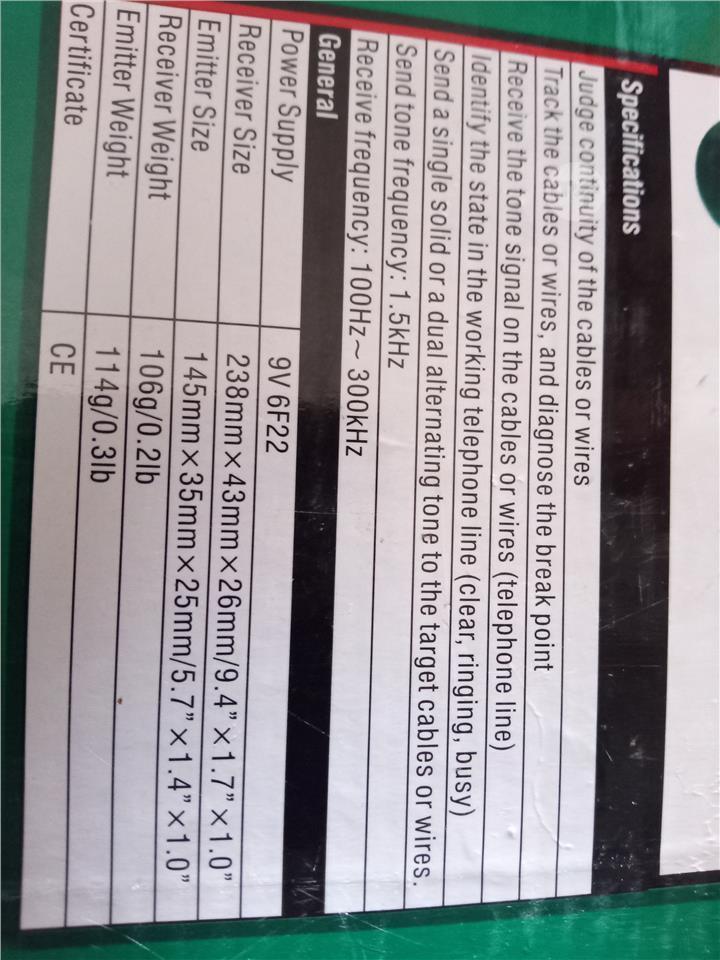 Specifications
Judge continuity of the cables or wires
Track the cables or wires, and diagnose the break point
Receive the tone signal on the cables or wires (telephone line)
Identify the state in the working telephone line (clear, ringing, busy)
Send a single solid or a dual alternating tone to the target cables or wires.
Send tone frequency: 1.5kHz
Receive frequency: 100Hz~ 300kHz
General
Power Supply 9V 6F22
Receiver Size 238mm×43mm×26mm/9.4”×1.7”×1.0”
Emitter Size 145mm×35mm×25mm/5.7”×1.4”×1.0”
Receiver Weight 106g/0.2lb
Emitter Weight 114g/0.3lb
Certificate CE